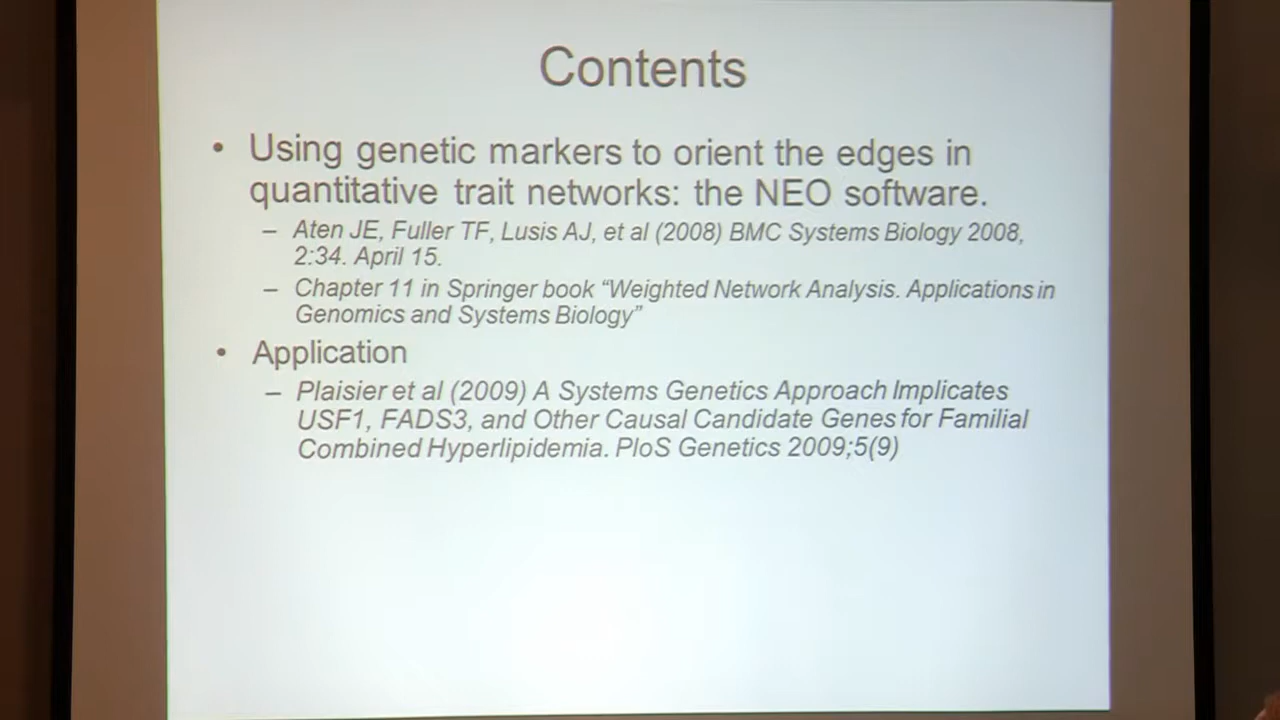 Contents
• Using genetic markers to orient the edges in
quantitative trait networks: the NEO software.
– Aten JE, Fuller TF, Lusis AJ, et al (2008) BMC Systems Biology 2008,
2:34. April 15.
– Chapter 11 in Springer book “Weighted Network Analysis. Applications in
Genomics and Systems Biology”
• Application
– Plaisier et al (2009) A Systems Genetics Approach Implicates
USF1, FADS3, and Other Causal Candidate Genes for Familial
Combined Hyperlipidemia. PloS Genetics 2009;5(9)